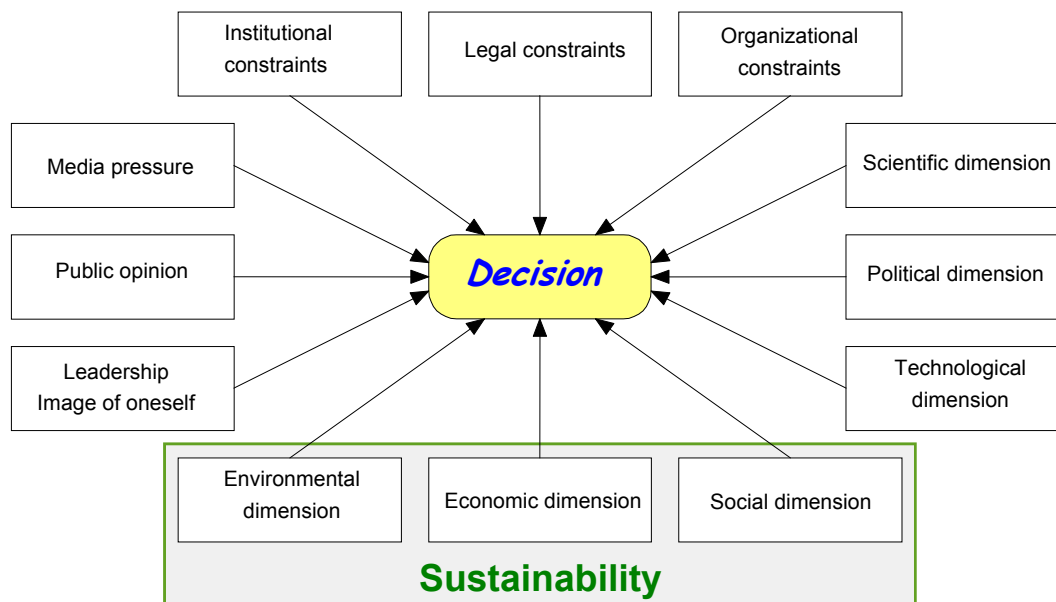 Institutional
constraints
Legal constraints
Organizational
constraints
Media pressure
Scientific dimension
Public opinion
Decision
Political dimension
Leadership
Image of oneself
Technological
dimension
Environmental
dimension
Economic dimension
Social dimension
Sustainability